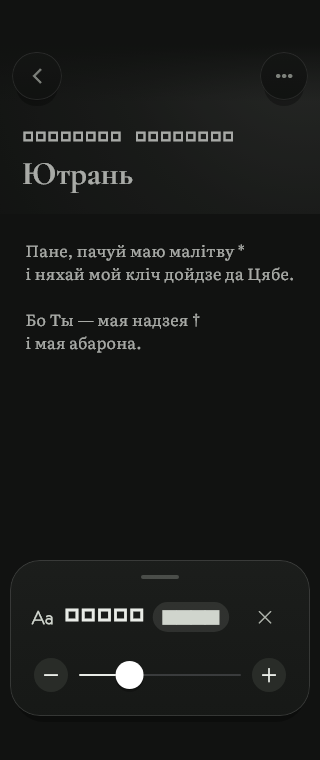 Ютрань
Пане, пачуй маю малітву *
і няхай мой кліч дойдзе да Цябе.
Бо Ты — мая надзея †
і мая абарона.
Aa